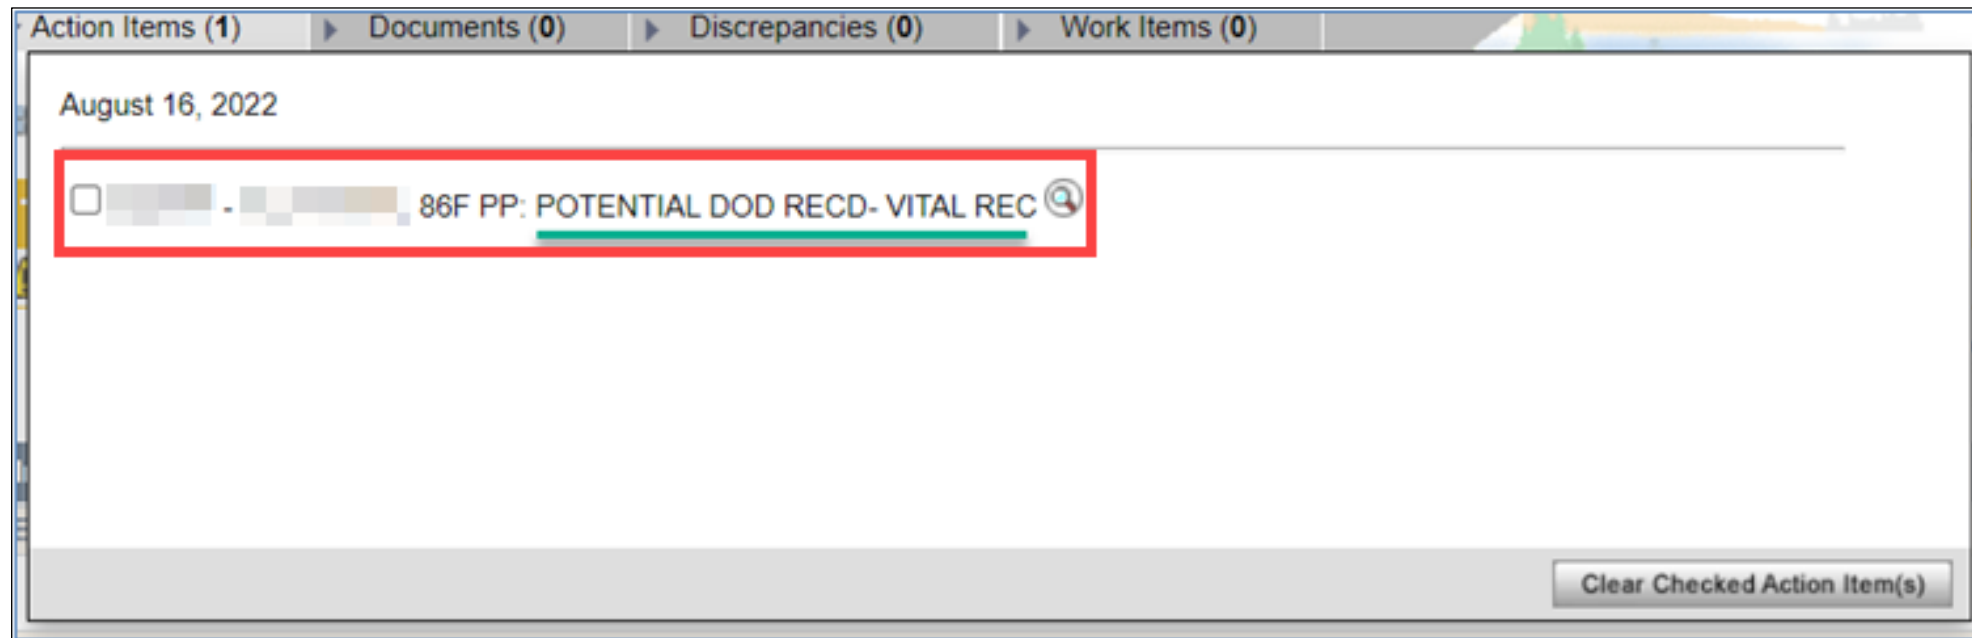 Action Items (1) Documents (0) Discrepancies (0) Work Items (0)
August 16, 2022
- 86F PP: POTENTIAL DOD RECD- VITAL REC
Clear Checked Action Item(s)